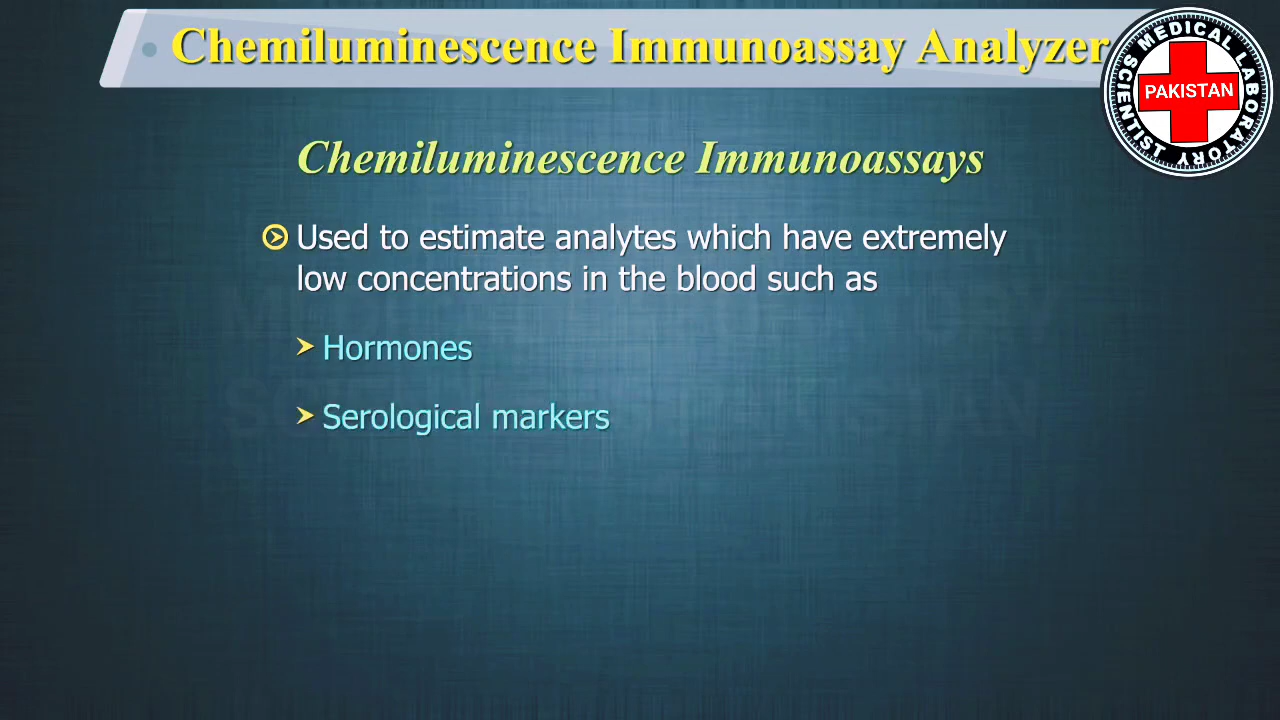 Chemiluminescence Immunoassay Analyzer
MEDICAL LABORATORY
SCIENTIST
PAKISTAN
Chemiluminescence Immunoassays
Used to estimate analytes which have extremely
low concentrations in the blood such as
Hormones
Serological markers